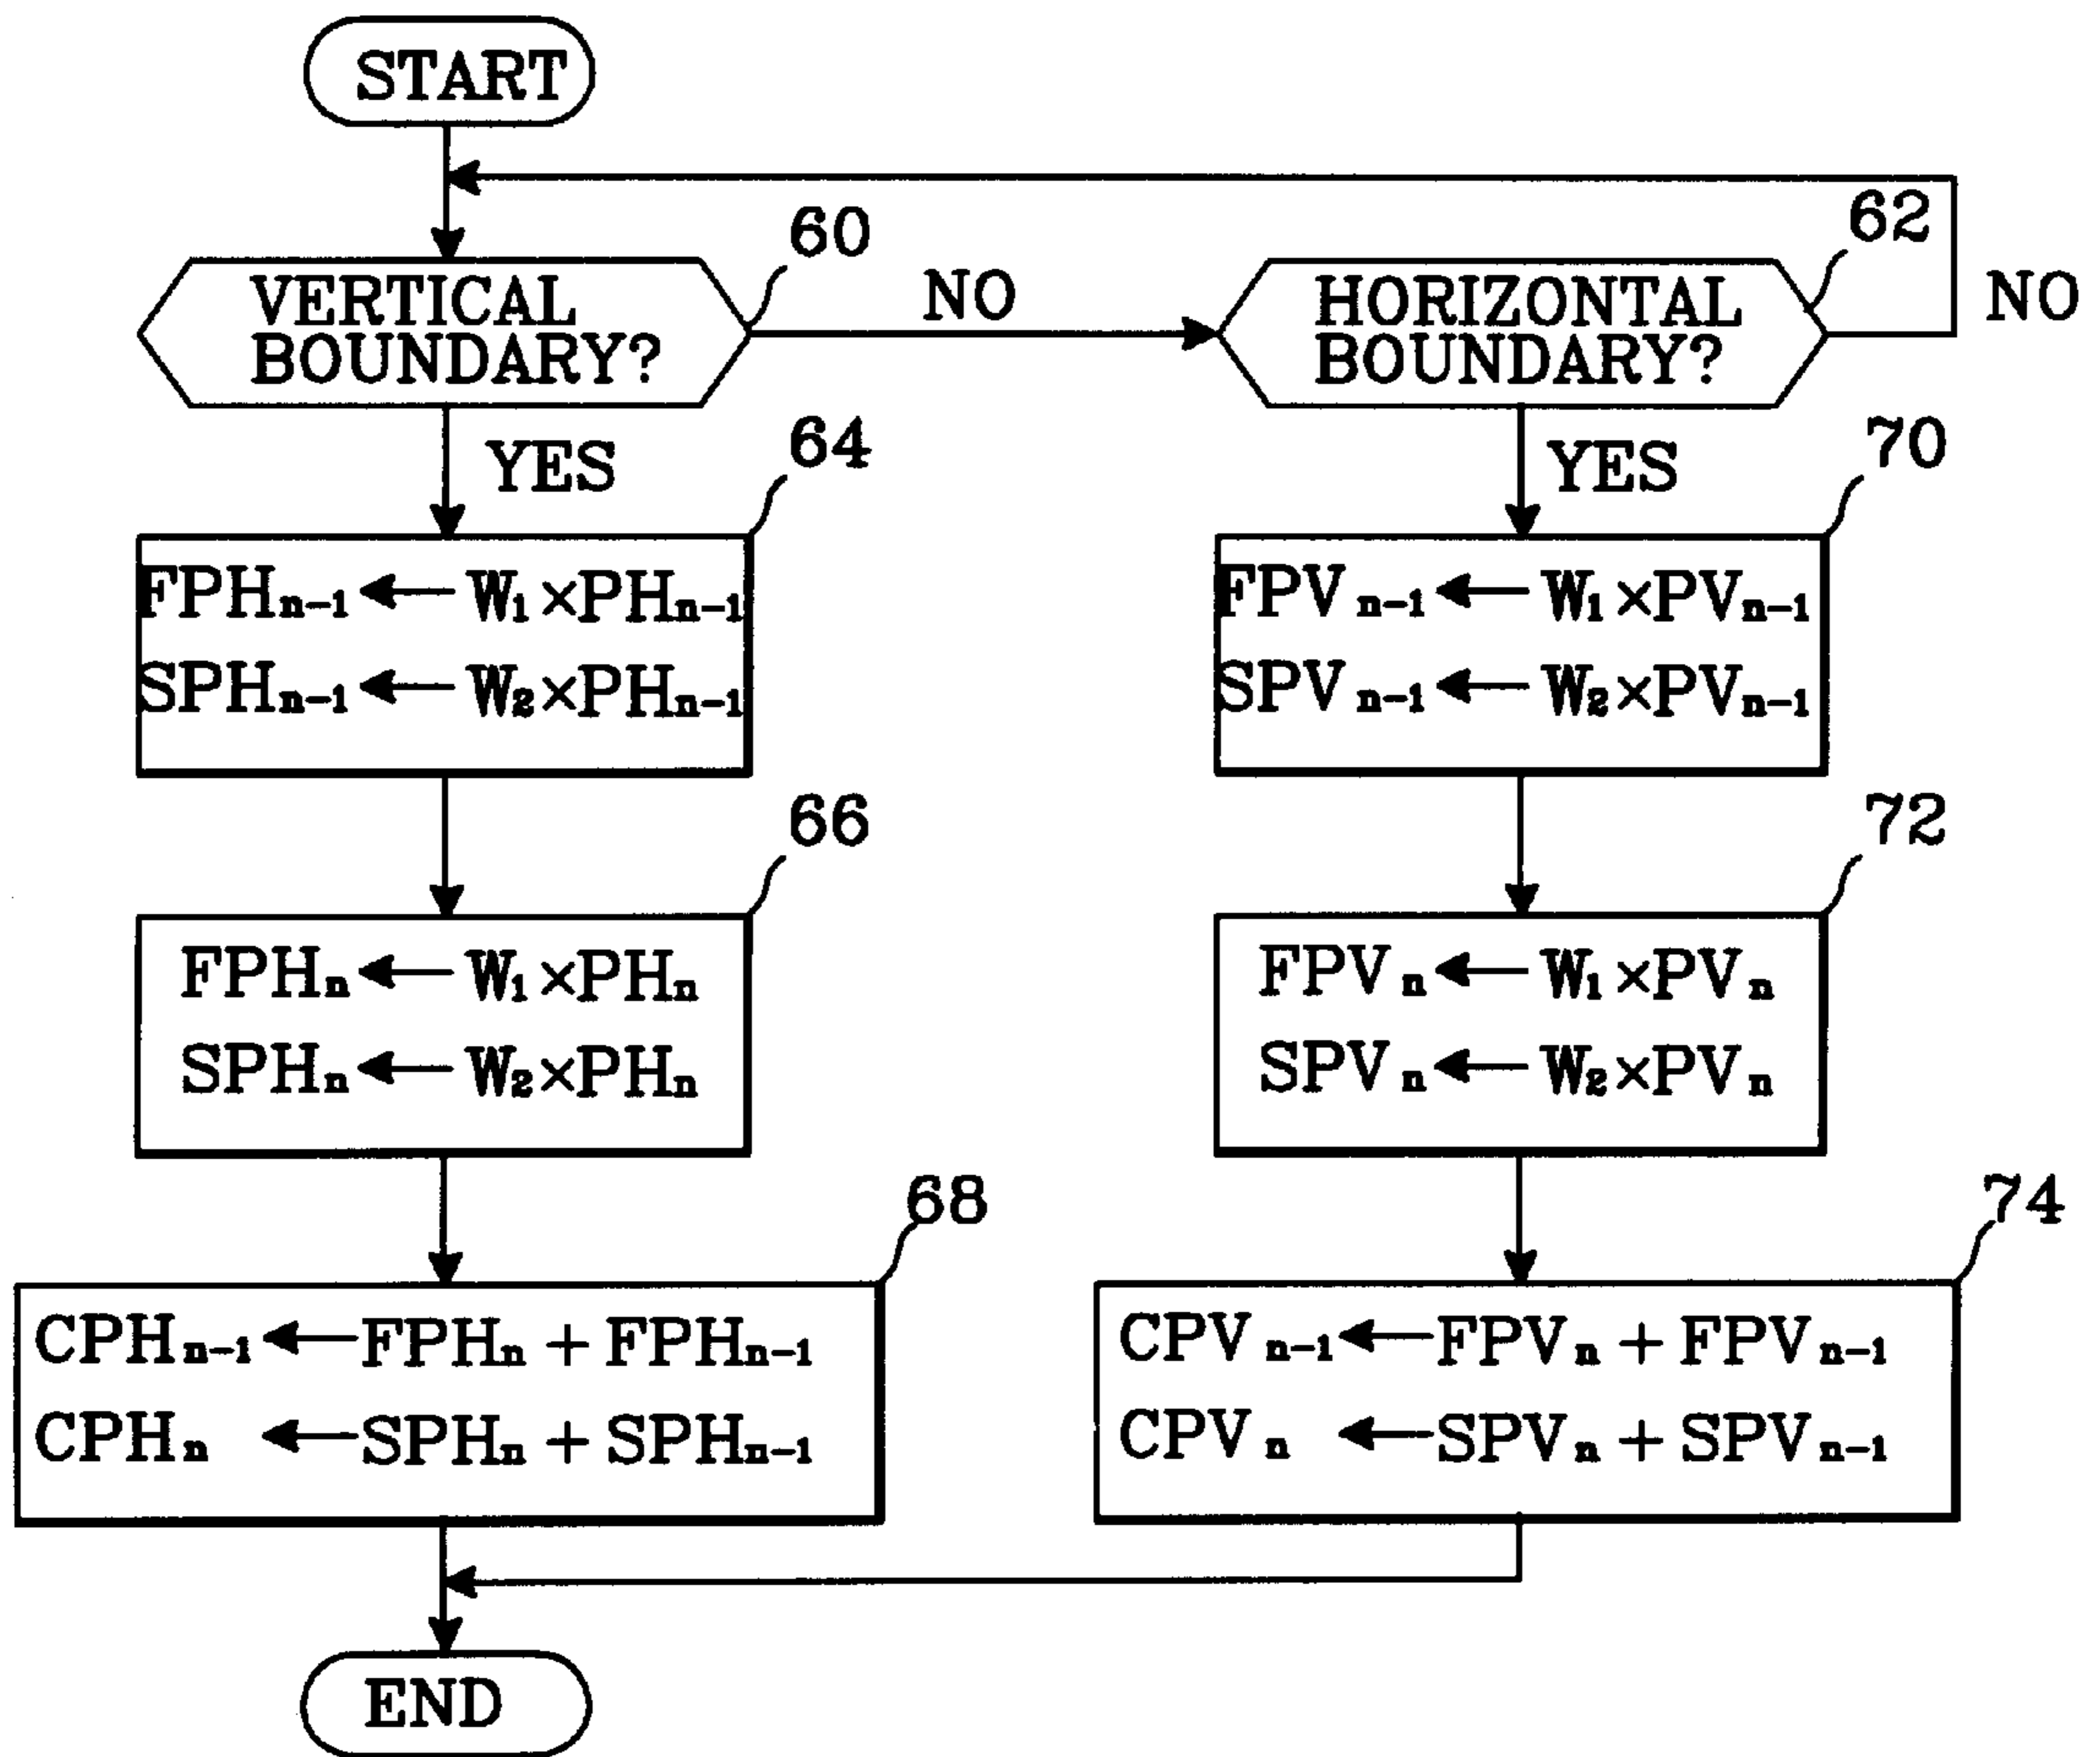 START
60
VERTICAL
BOUNDARY?
NO
62
HORIZONTAL
BOUNDARY?
NO
YES
64
FPHn-1 ← W1×PHn-1
SPHn-1 ← W2×PHn-1
66
FPHn ← W1×PHn
SPHn ← W2×PHn
68
CPHn-1 ← FPHn + FPHn-1
CPHn ← SPHn + SPHn-1
YES
70
FPVn-1 ← W1×PVn-1
SPVn-1 ← W2×PVn-1
72
FPVn ← W1×PVn
SPVn ← W2×PVn
74
CPVn-1 ← FPVn + FPVn-1
CPVn ← SPVn + SPVn-1
END